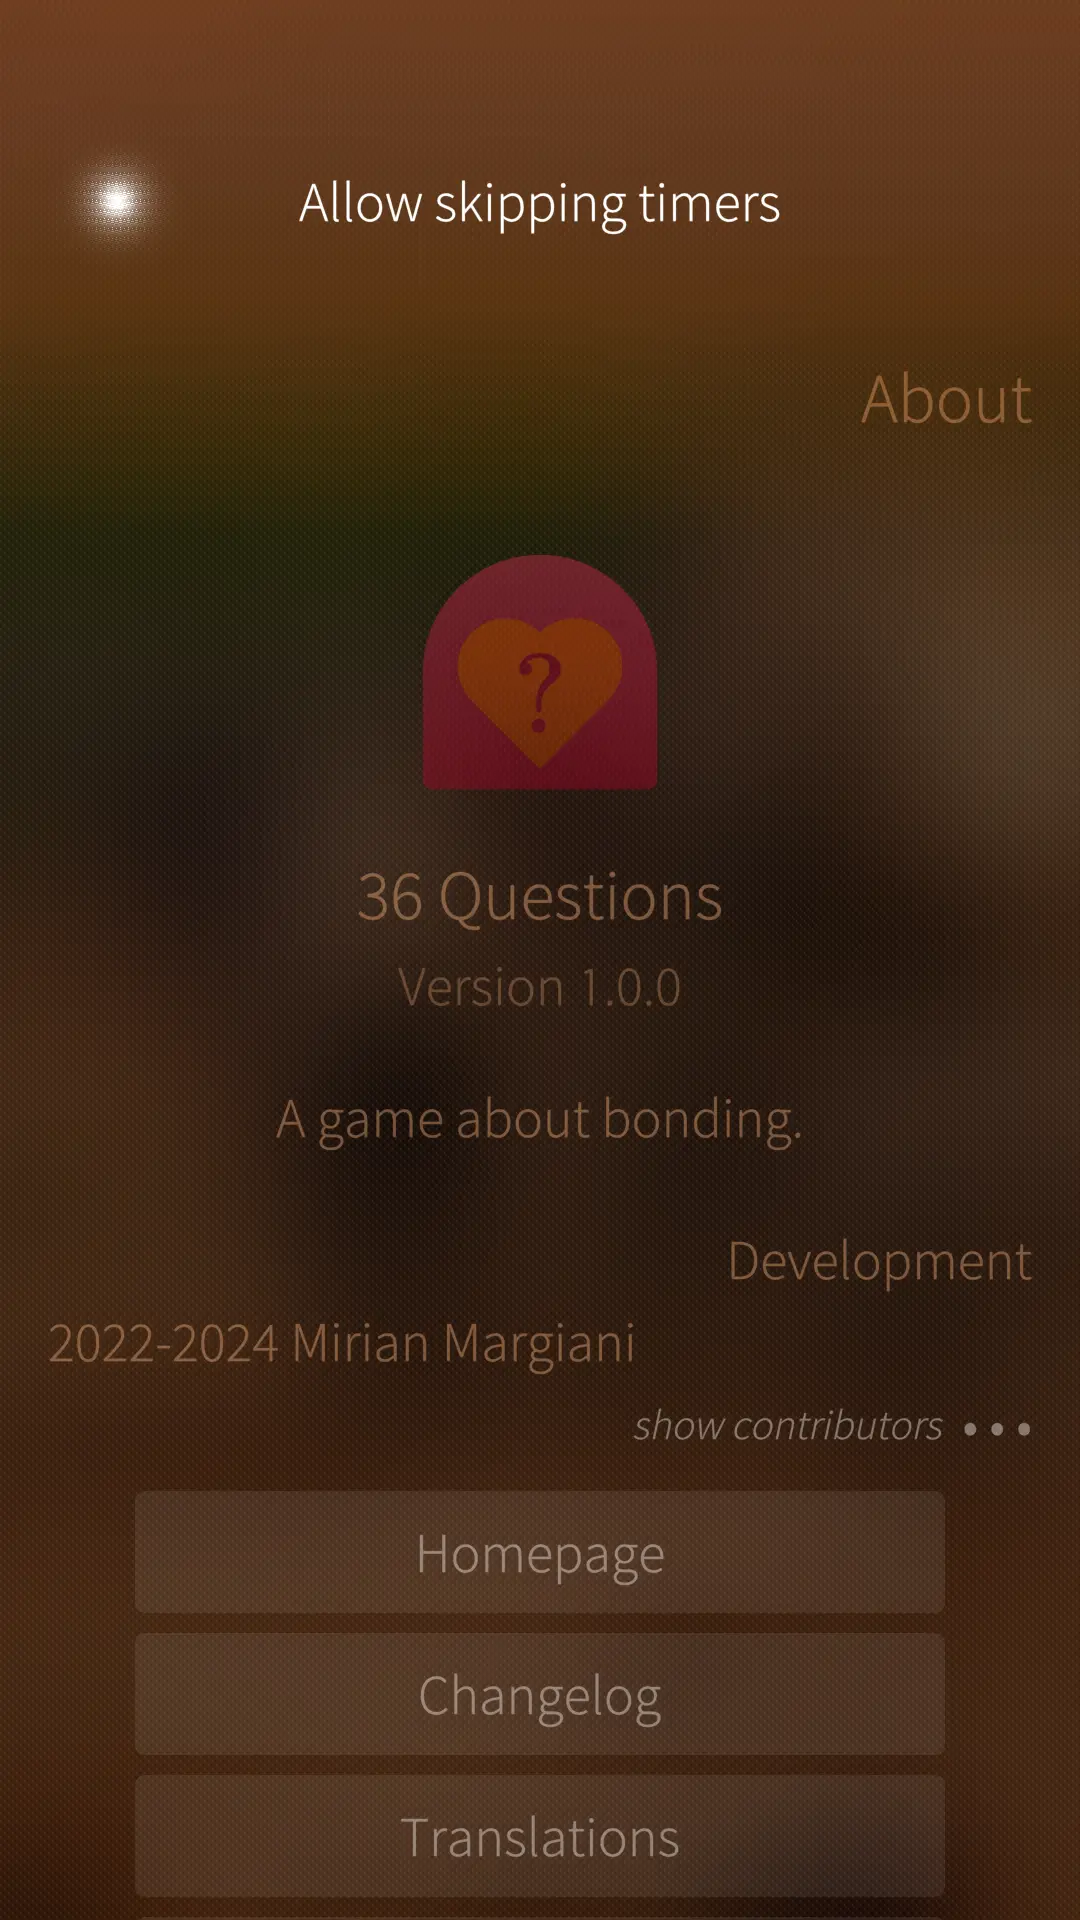 Allow skipping timers
About
?
36 Questions
Version 1.0.0
A game about bonding.
Development
2022-2024 Mirian Margiani
show contributors •••
Homepage
Changelog
Translations